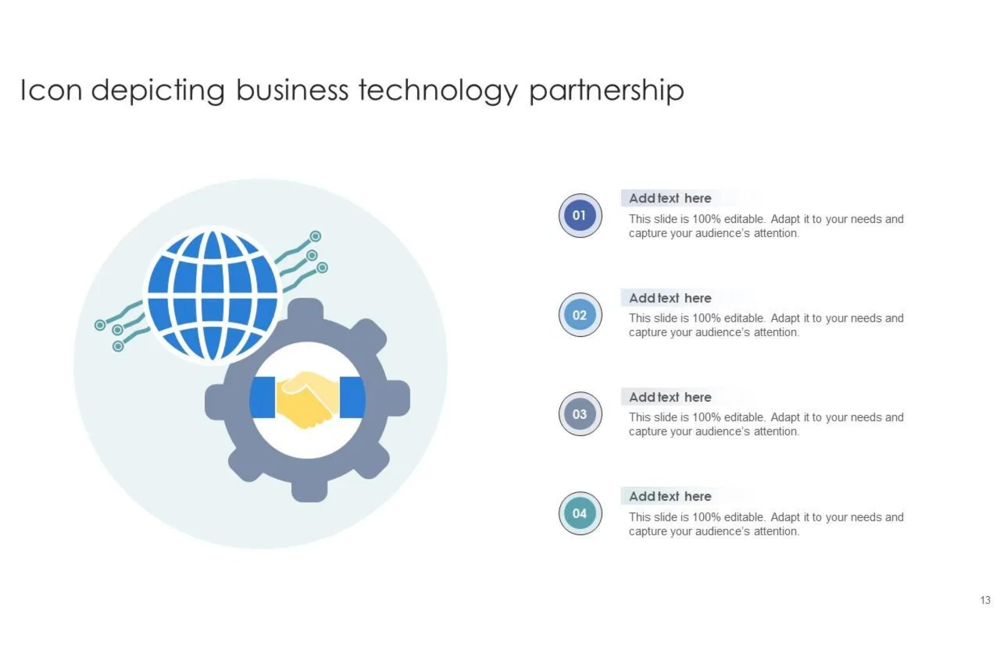 Icon depicting business technology partnership
01
Add text here
This slide is 100% editable. Adapt it to your needs and
capture your audience’s attention.
02
Add text here
This slide is 100% editable. Adapt it to your needs and
capture your audience’s attention.
03
Add text here
This slide is 100% editable. Adapt it to your needs and
capture your audience’s attention.
04
Add text here
This slide is 100% editable. Adapt it to your needs and
capture your audience’s attention.
13